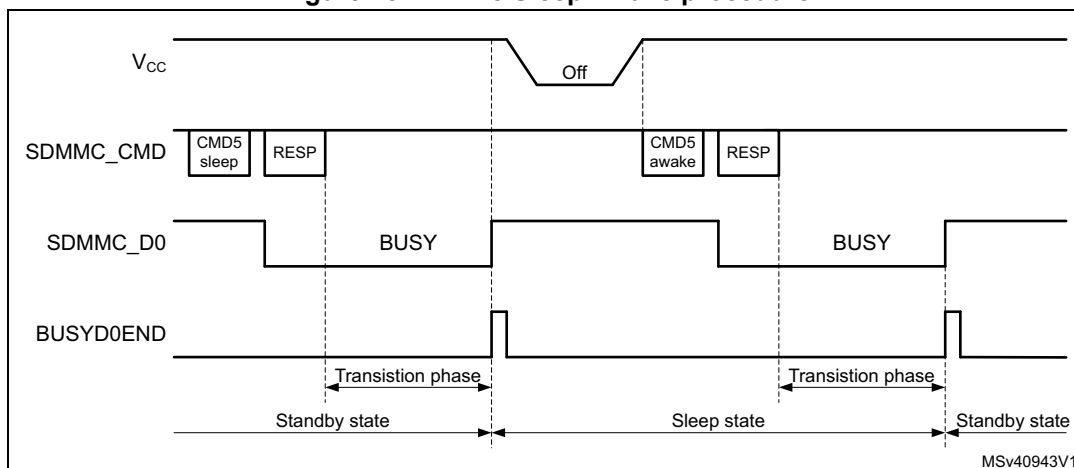 VCC
Off
SDMMC_CMD
CMD5
sleep
RESP
CMD5
awake
RESP
SDMMC_D0
BUSY
BUSY
BUSYD0END
Transistion phase
Transistion phase
Standby state
Sleep state
Standby state
MSv40943V1